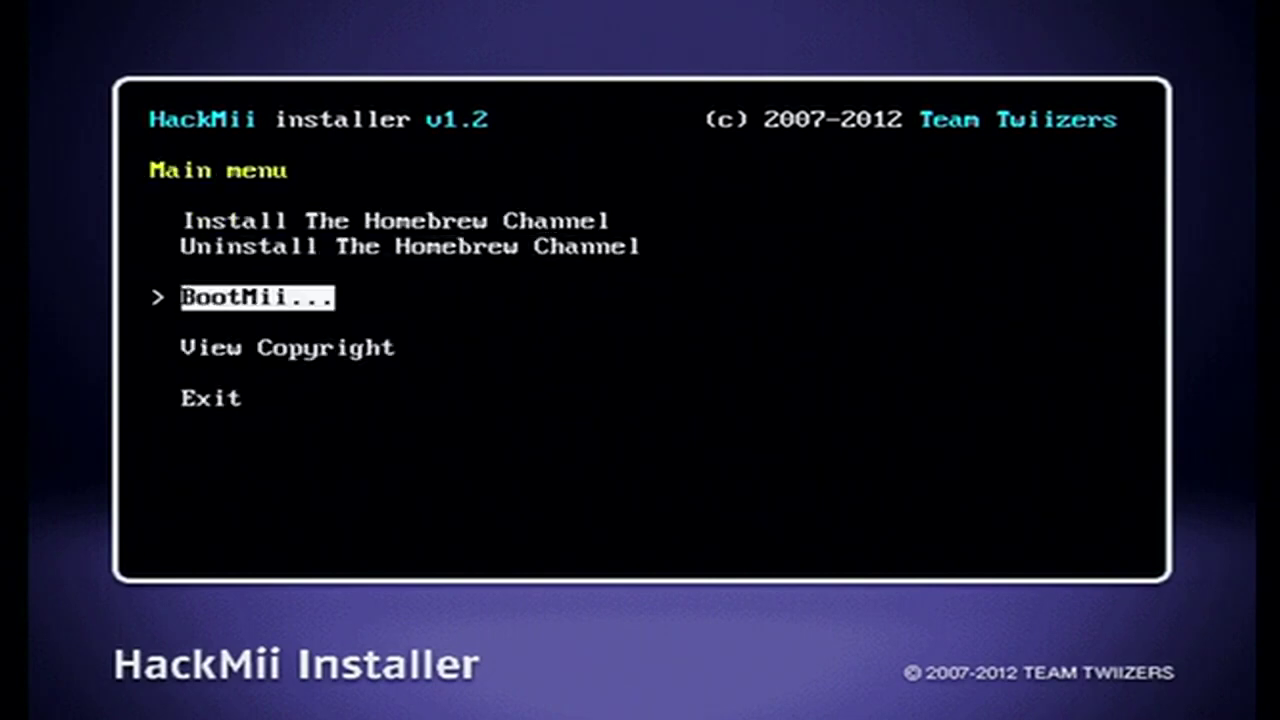 HackMii installer v1.2 (c) 2007-2012 Team Twiizers
Main menu
Install The Homebrew Channel
Uninstall The Homebrew Channel
> BootMii...
View Copyright
Exit
HackMii Installer © 2007-2012 TEAM TWIIZERS